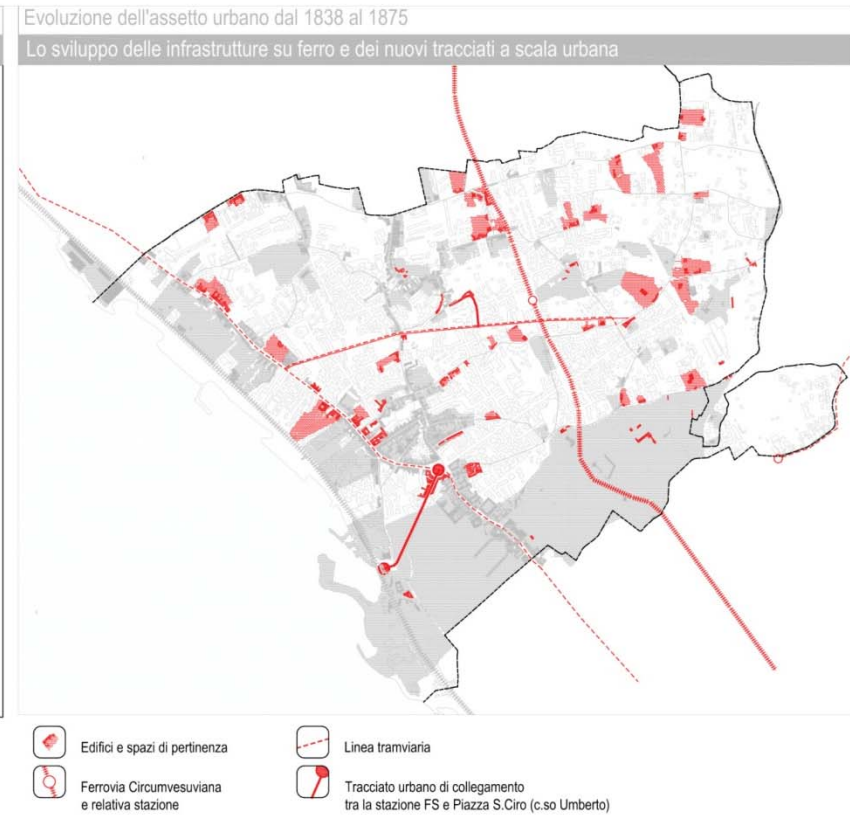 Evoluzione dell'assetto urbano dal 1838 al 1875
Lo sviluppo delle infrastrutture su ferro e dei nuovi tracciati a scala urbana
Edifici e spazi di pertinenza
Linea tramviaria
Ferrovia Circumvesuviana
e relativa stazione
Tracciato urbano di collegamento
tra la stazione FS e Piazza S.Ciro (c.so Umberto)